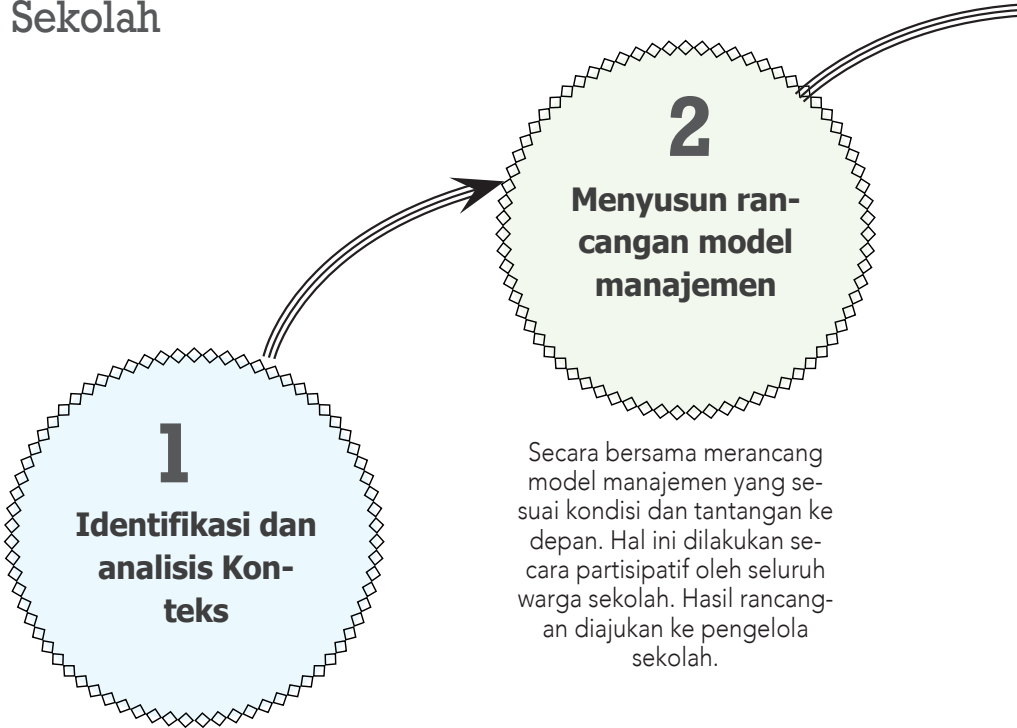 Sekolah
1
Identifikasi dan
analisis Kon-
teks
2
Menyusun ran-
cangan model
manajemen
Secara bersama merancang
model manajemen yang se-
suai kondisi dan tantangan ke
depan. Hal ini dilakukan se-
cara partisipatif oleh seluruh
warga sekolah. Hasil rancang-
an diajukan ke pengelola
sekolah.